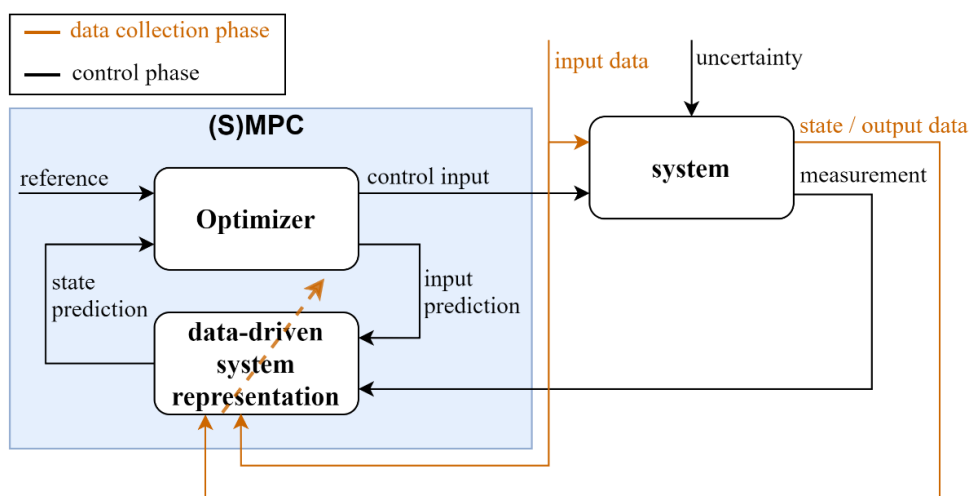 data collection phase
control phase
input data
uncertainty
(S)MPC
state / output data
system
reference
control input
measurement
Optimizer
state
prediction
input
prediction
data-driven
system
representation